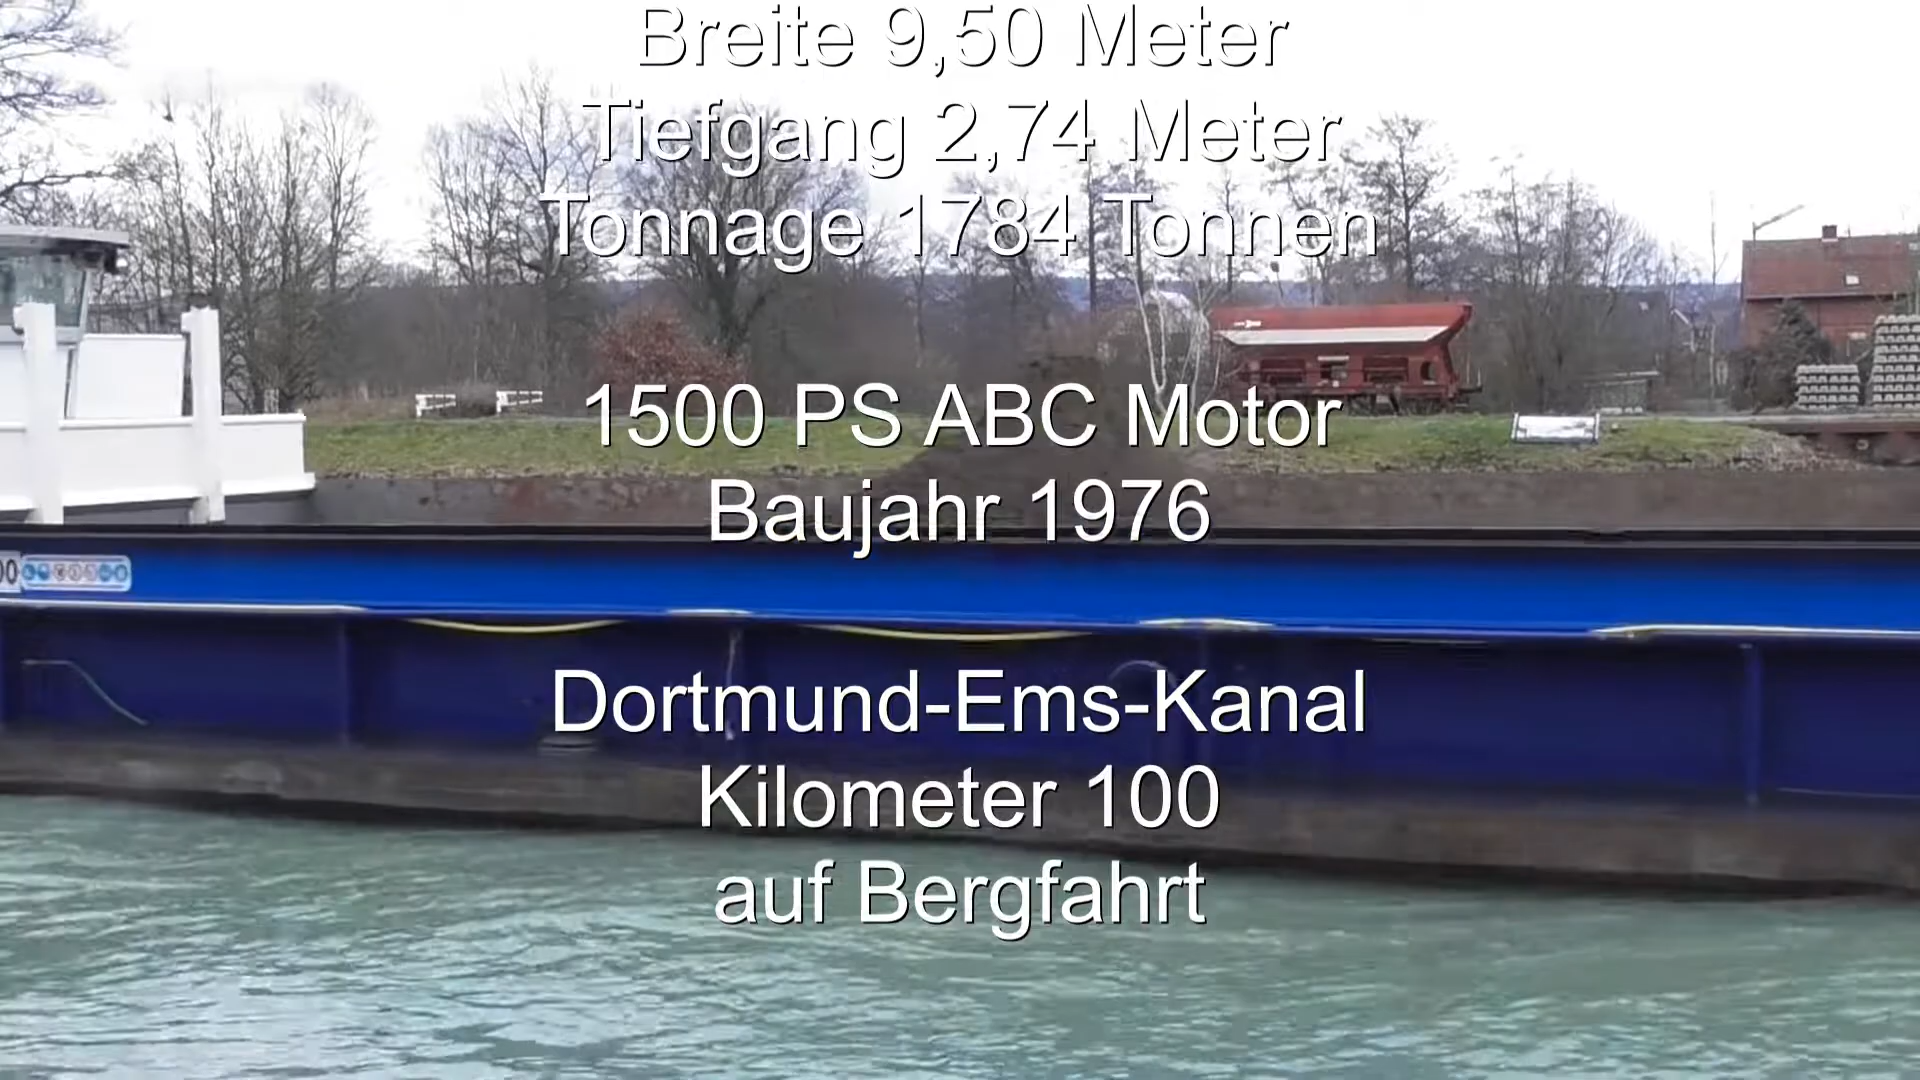 Breite 9,50 Meter
Tiefgang 2,74 Meter
Tonnage 1784 Tonnen
1500 PS ABC Motor
Baujahr 1976
00
Dortmund-Ems-Kanal
Kilometer 100
auf Bergfahrt